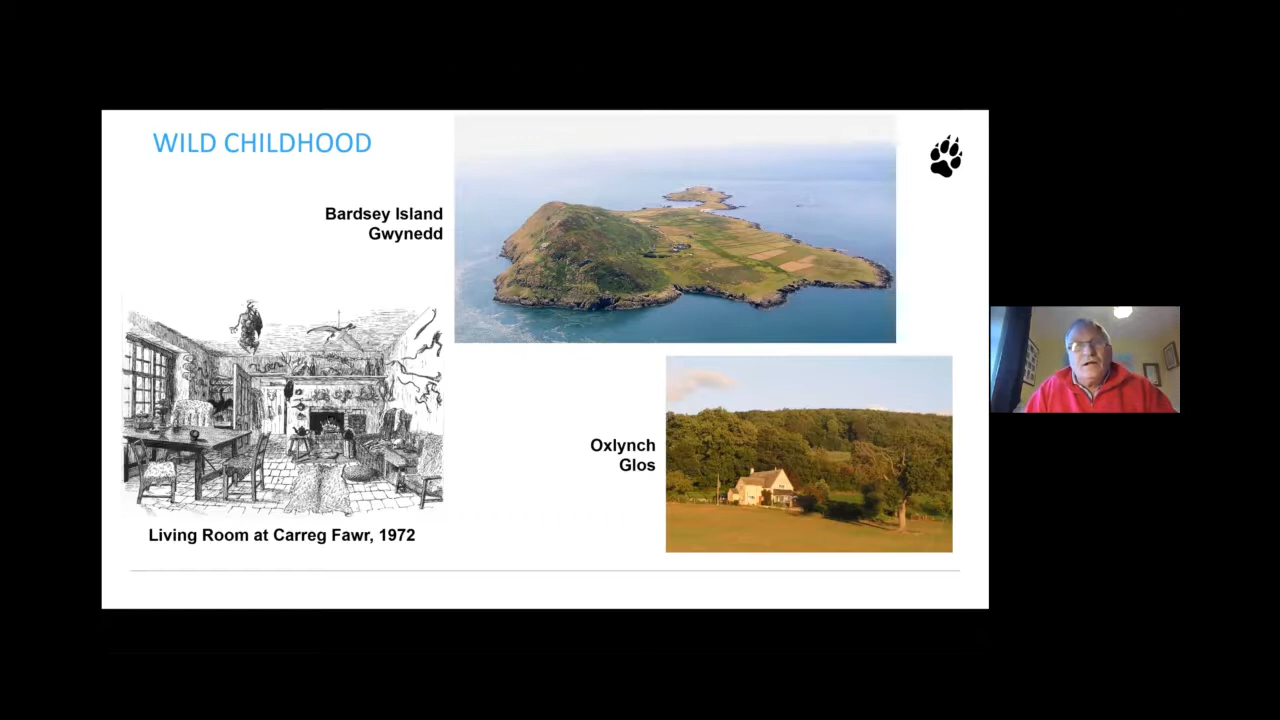 WILD CHILDHOOD
Bardsey Island
Gwynedd
Oxlynch
Glos
Living Room at Carreg Fawr, 1972